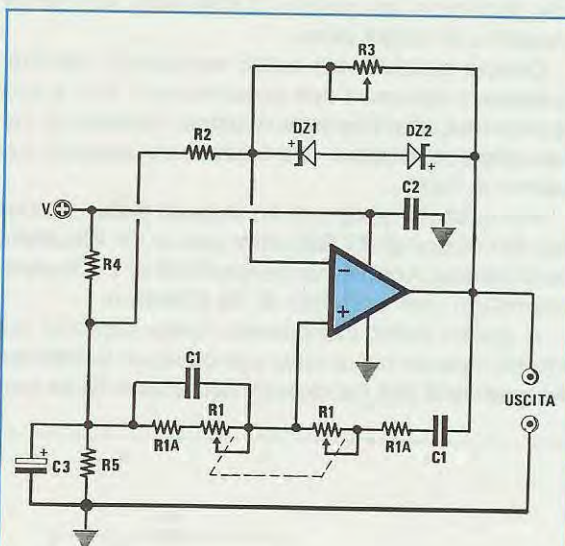 R3
DZ1
DZ2
+
+
R2
V.
+
C2
R4
−
+
C1
R1
R1
R1A
R1A
C1
+
C3
R5
USCITA